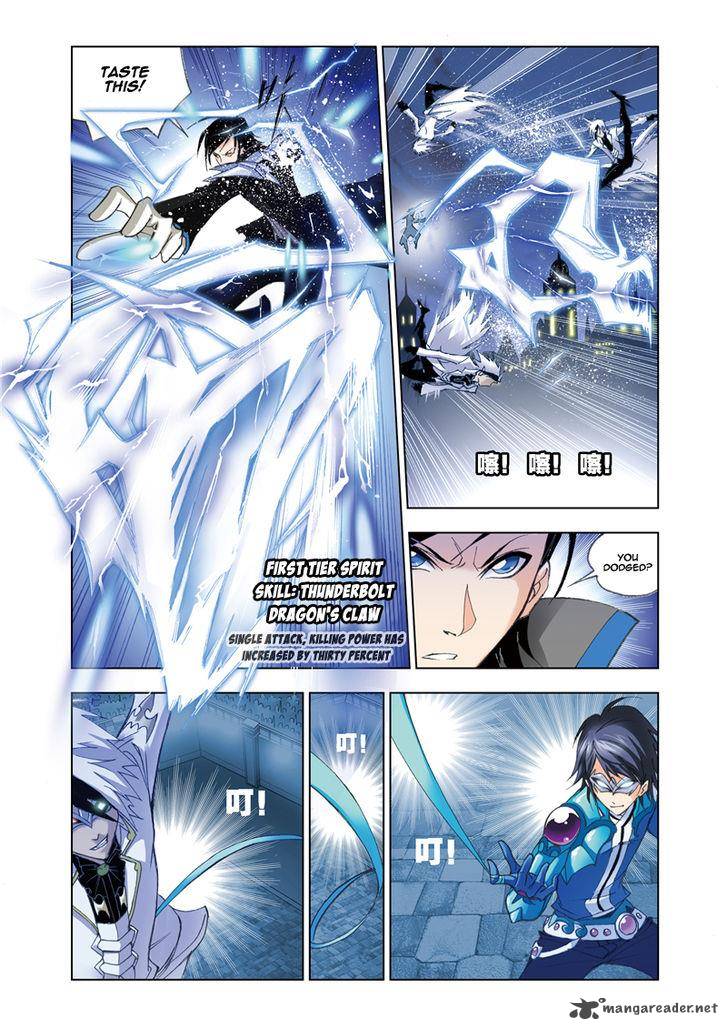 TASTE
THIS!
嚓! 嚓! 嚓!
FIRST TIER SPIRIT
SKILL: THUNDERBOLT
DRAGON'S CLAW
SINGLE ATTACK, KILLING POWER HAS
INCREASED BY THIRTY PERCENT
YOU
DODGED?
叮!
叮!
叮!
mangareader.net